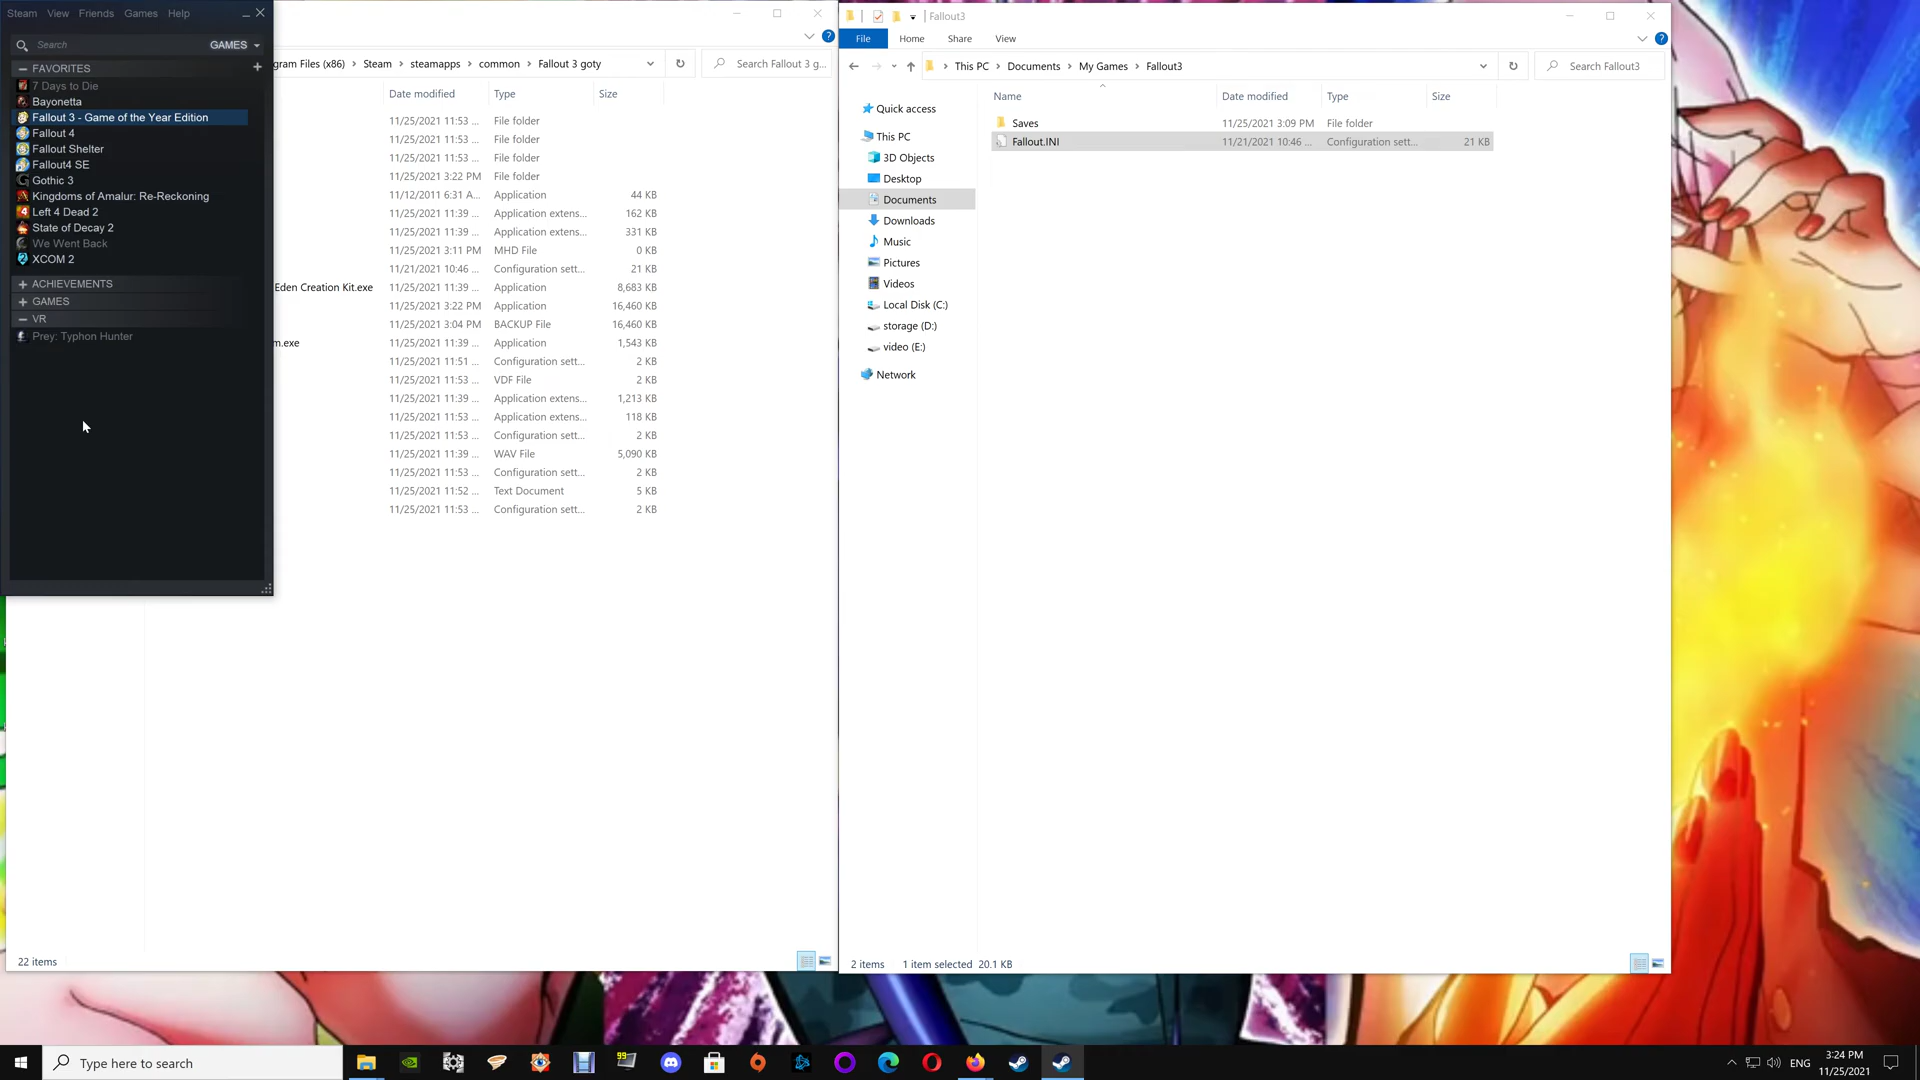 Steam View Friends Games Help
Search GAMES
FAVORITES
7 Days to Die
Bayonetta
Fallout 3 - Game of the Year Edition
Fallout 4
Fallout Shelter
Fallout4 SE
Gothic 3
Kingdoms of Amalur: Re-Reckoning
Left 4 Dead 2
State of Decay 2
We Went Back
XCOM 2
ACHIEVEMENTS
GAMES
VR
Prey: Typhon Hunter
gram Files (x86) Steam steamapps common Fallout 3 goty Search Fallout 3 g...
Date modified Type Size
11/25/2021 11:53 ... File folder
11/25/2021 11:53 ... File folder
11/25/2021 11:53 ... File folder
11/25/2021 3:22 PM File folder
11/12/2011 6:31 A... Application 44 KB
11/25/2021 11:39 ... Application extens... 162 KB
11/25/2021 11:39 ... Application extens... 331 KB
11/25/2021 3:11 PM MHD File 0 KB
11/21/2021 10:46 ... Configuration sett... 21 KB
Eden Creation Kit.exe 11/25/2021 11:39 ... Application 8,683 KB
11/25/2021 3:22 PM Application 16,460 KB
11/25/2021 3:04 PM BACKUP File 16,460 KB
m.exe 11/25/2021 11:39 ... Application 1,543 KB
11/25/2021 11:51 ... Configuration sett... 2 KB
11/25/2021 11:53 ... VDF File 2 KB
11/25/2021 11:39 ... Application extens... 1,213 KB
11/25/2021 11:53 ... Application extens... 118 KB
11/25/2021 11:53 ... Configuration sett... 2 KB
11/25/2021 11:39 ... WAV File 5,090 KB
11/25/2021 11:53 ... Configuration sett... 2 KB
11/25/2021 11:52 ... Text Document 5 KB
11/25/2021 11:53 ... Configuration sett... 2 KB
22 items
Fallout3
File Home Share View
This PC Documents My Games Fallout3 Search Fallout3
Name Date modified Type Size
Saves 11/25/2021 3:09 PM File folder
Fallout.INI 11/21/2021 10:46 ... Configuration sett... 21 KB
Quick access
This PC
3D Objects
Desktop
Documents
Downloads
Music
Pictures
Videos
Local Disk (C:)
storage (D:)
video (E:)
Network
2 items 1 item selected 20.1 KB
Type here to search
99
ENG
3:24 PM
11/25/2021